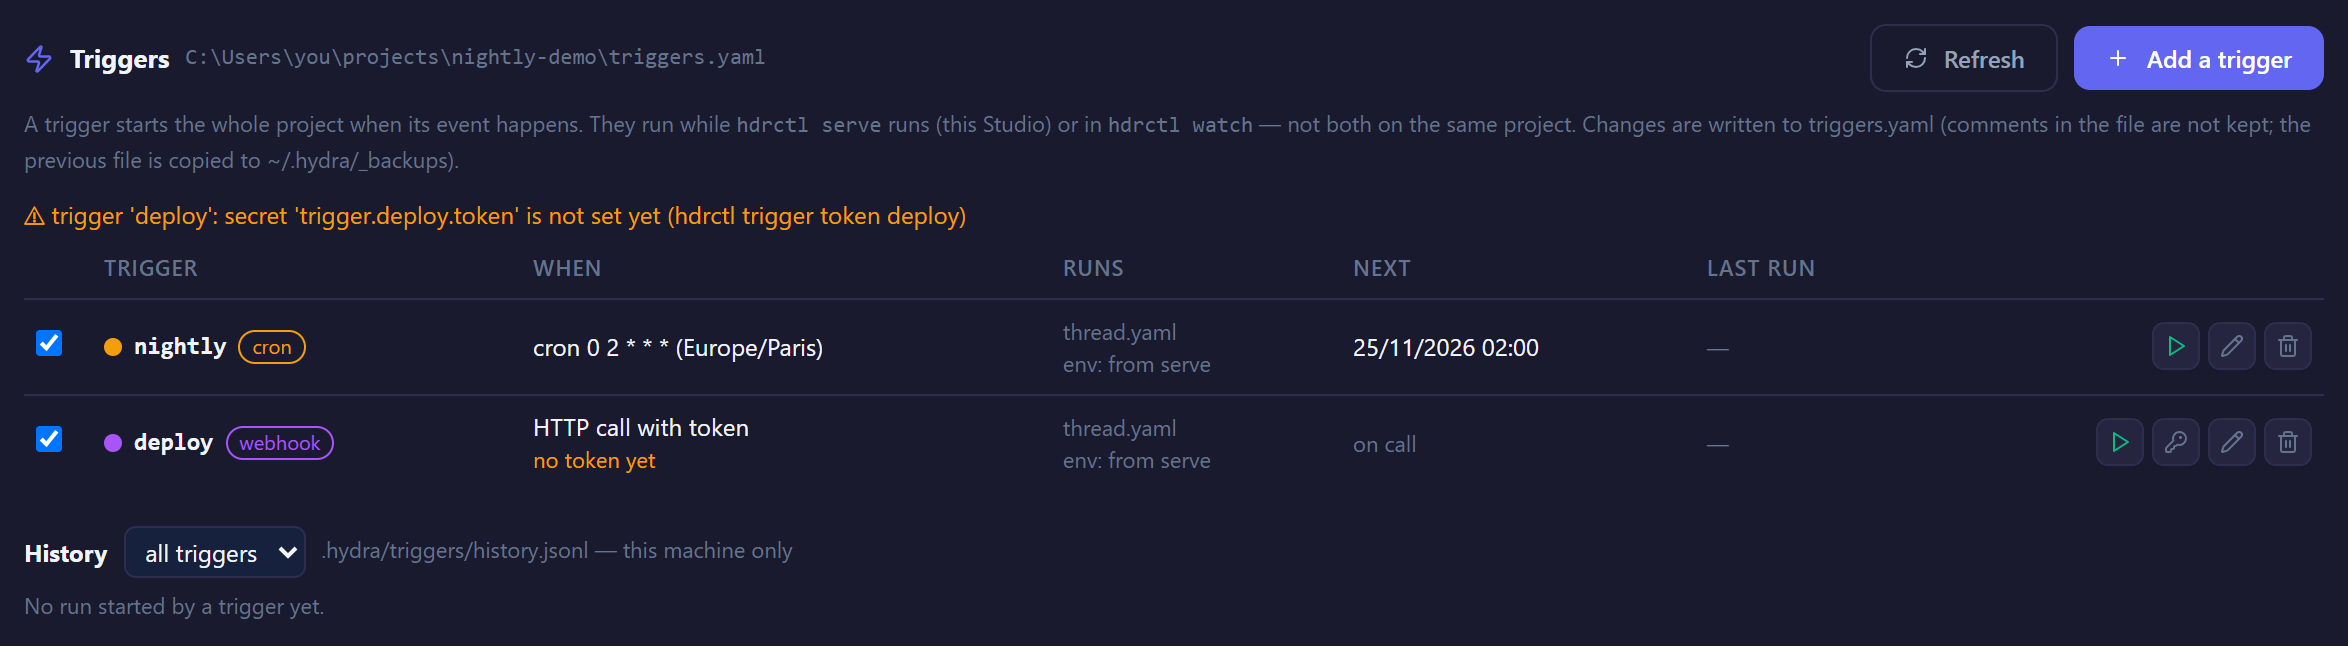 Triggers C:\Users\you\projects\nightly-demo\triggers.yaml
Refresh
+ Add a trigger
A trigger starts the whole project when its event happens. They run while hdrctl serve runs (this Studio) or in hdrctl watch — not both on the same project. Changes are written to triggers.yaml (comments in the file are not kept; the
previous file is copied to ~/.hydra/_backups).
⚠ trigger 'deploy': secret 'trigger.deploy.token' is not set yet (hdrctl trigger token deploy)
TRIGGER WHEN RUNS NEXT LAST RUN
nightly cron cron 0 2 * * * (Europe/Paris) thread.yaml 25/11/2026 02:00 —
env: from serve
deploy webhook HTTP call with token thread.yaml on call —
no token yet env: from serve
History all triggers .hydra/triggers/history.jsonl — this machine only
No run started by a trigger yet.